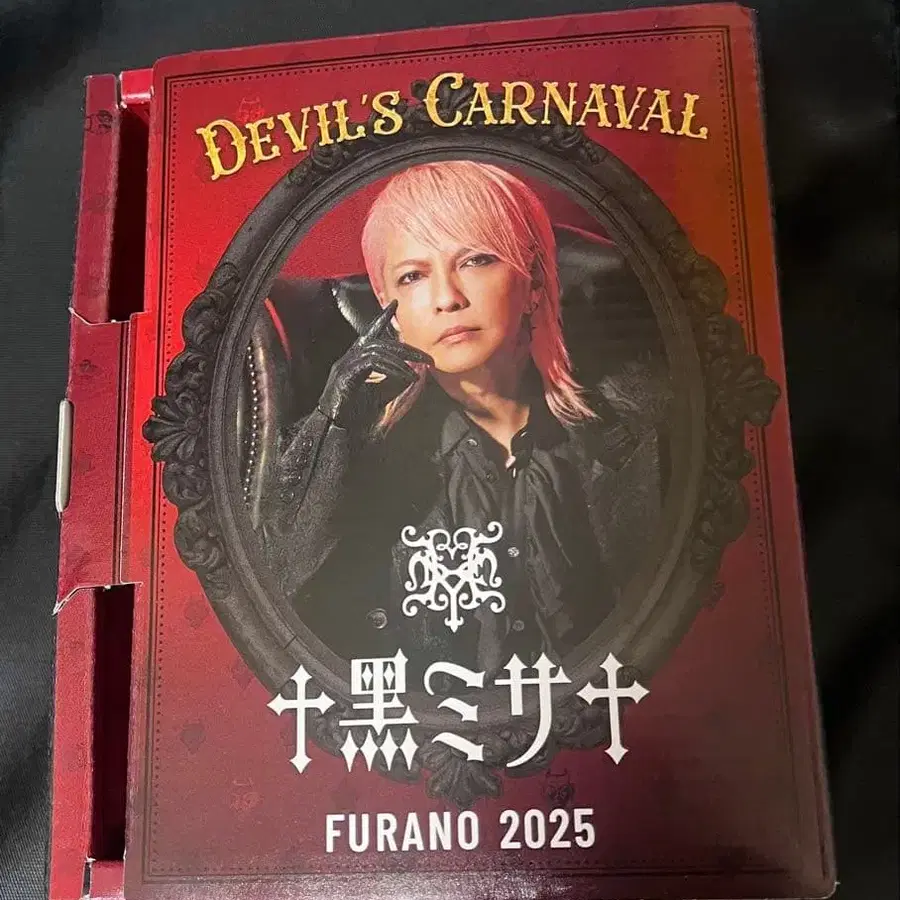 DEVIL'S CARNAVAL
†黒ミサ†
FURANO 2025